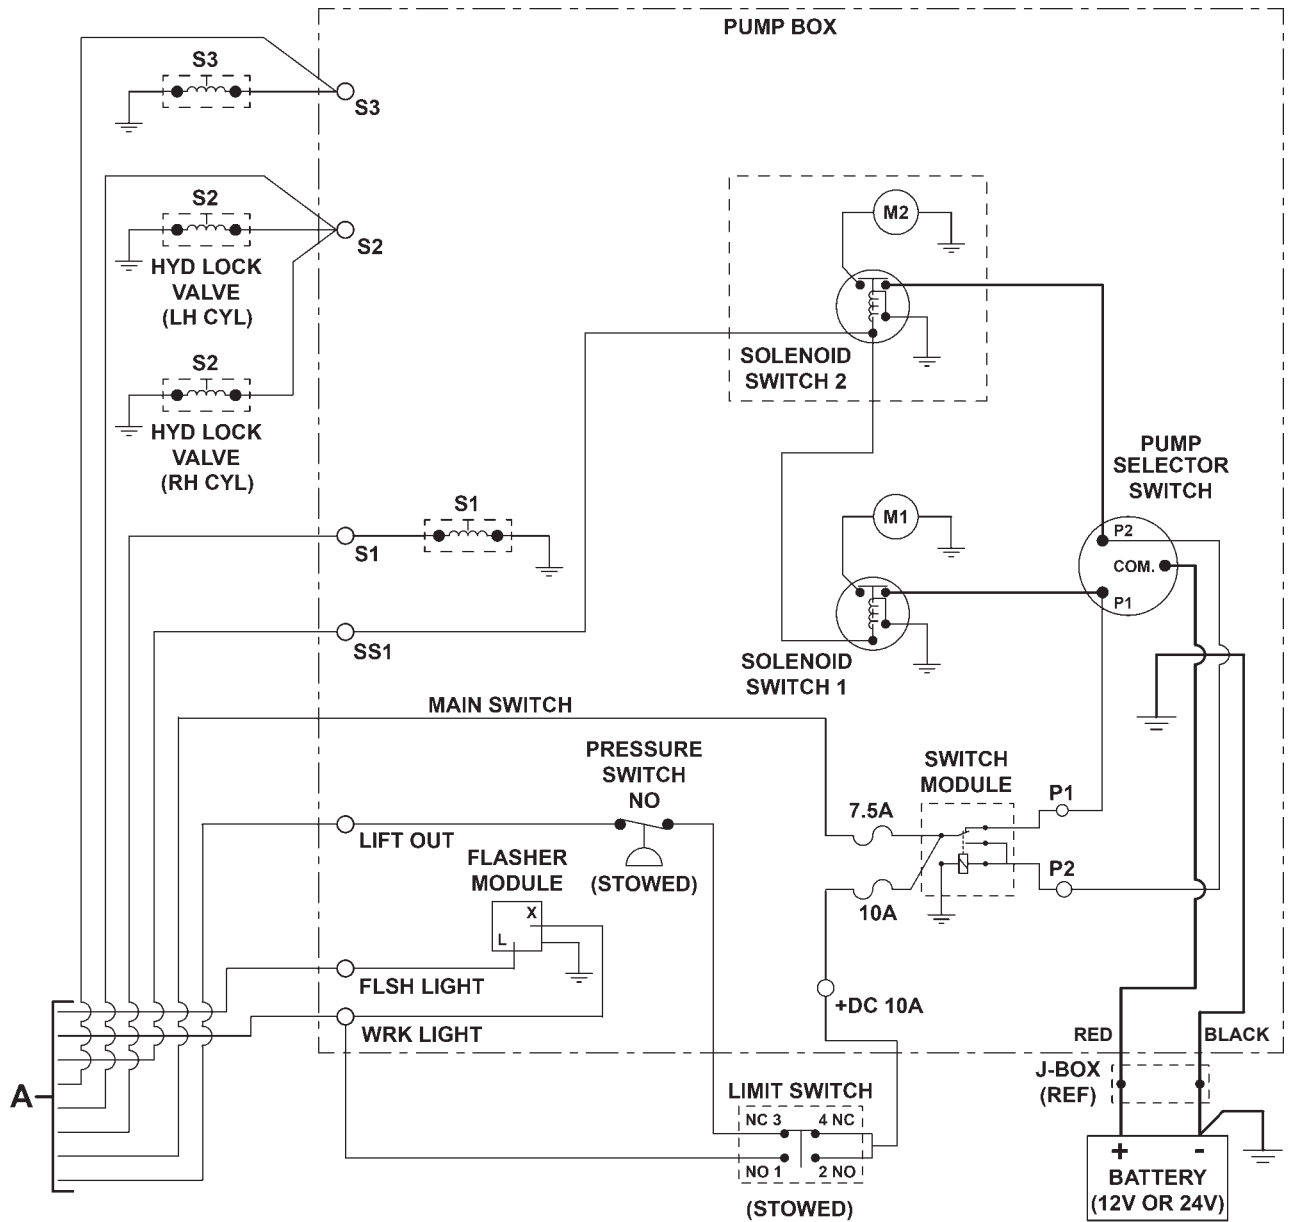 PUMP BOX
S3
S3
S2
S2
HYD LOCK
VALVE
(LH CYL)
S2
HYD LOCK
VALVE
(RH CYL)
M2
SOLENOID
SWITCH 2
PUMP
SELECTOR
SWITCH
P2
COM.
P1
S1
S1
M1
SS1
SOLENOID
SWITCH 1
MAIN SWITCH
PRESSURE
SWITCH
NO
(STOWED)
SWITCH
MODULE
7.5A
10A
P1
P2
LIFT OUT
FLASHER
MODULE
X
L
FLSH LIGHT
WRK LIGHT
+DC 10A
RED
BLACK
J-BOX
(REF)
A
LIMIT SWITCH
NC 3
4 NC
NO 1
2 NO
(STOWED)
+
-
BATTERY
(12V OR 24V)